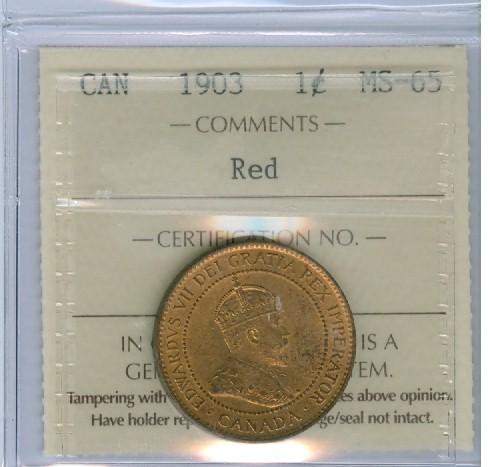 CAN 1903 1¢ MS-65
— COMMENTS —
Red
— CERTIFICATION NO. —
EDWARDVS VII DEI GRATIA REX IMPERATOR
CANADA
IN IS A
GE TEM.
Tampering with es above opinion.
Have holder rep ge/seal not intact.